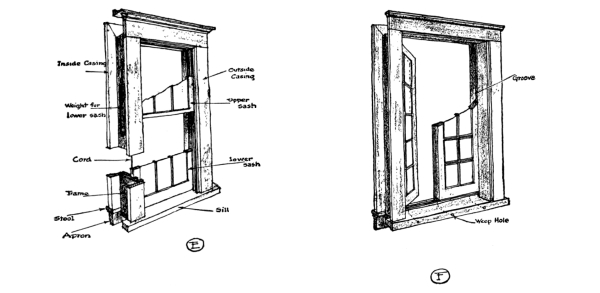 Inside Casing
Outside
Casing
Weight for
lower sash
Upper
sash
Cord
Lower
sash
Frame
Stool
Sill
Apron
E
Groove
Weep Hole
F